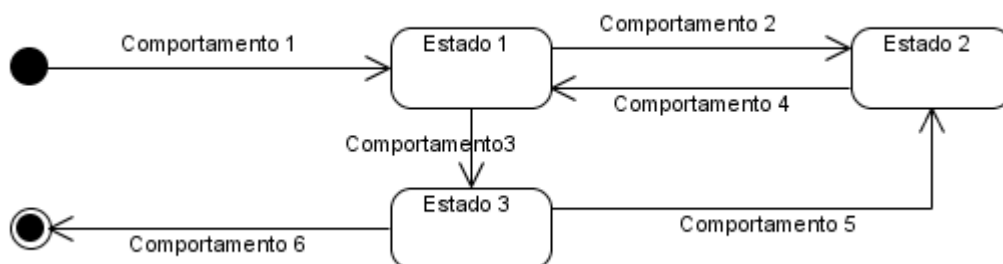 Comportamento 1
Estado 1
Comportamento 2
Estado 2
Comportamento 4
Comportamento3
Estado 3
Comportamento 5
Comportamento 6